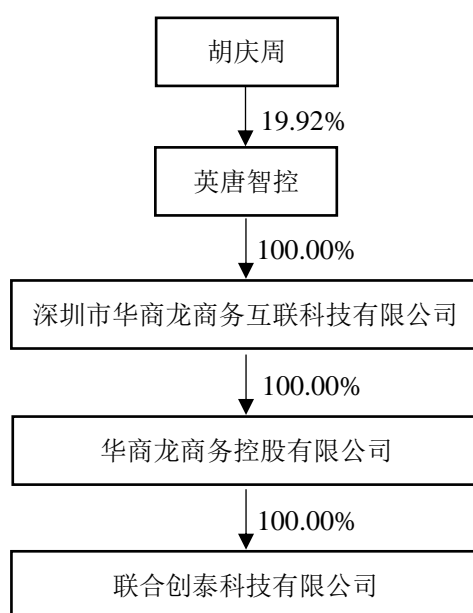 胡庆周
19.92%
英唐智控
100.00%
深圳市华商龙商务互联科技有限公司
100.00%
华商龙商务控股有限公司
100.00%
联合创泰科技有限公司